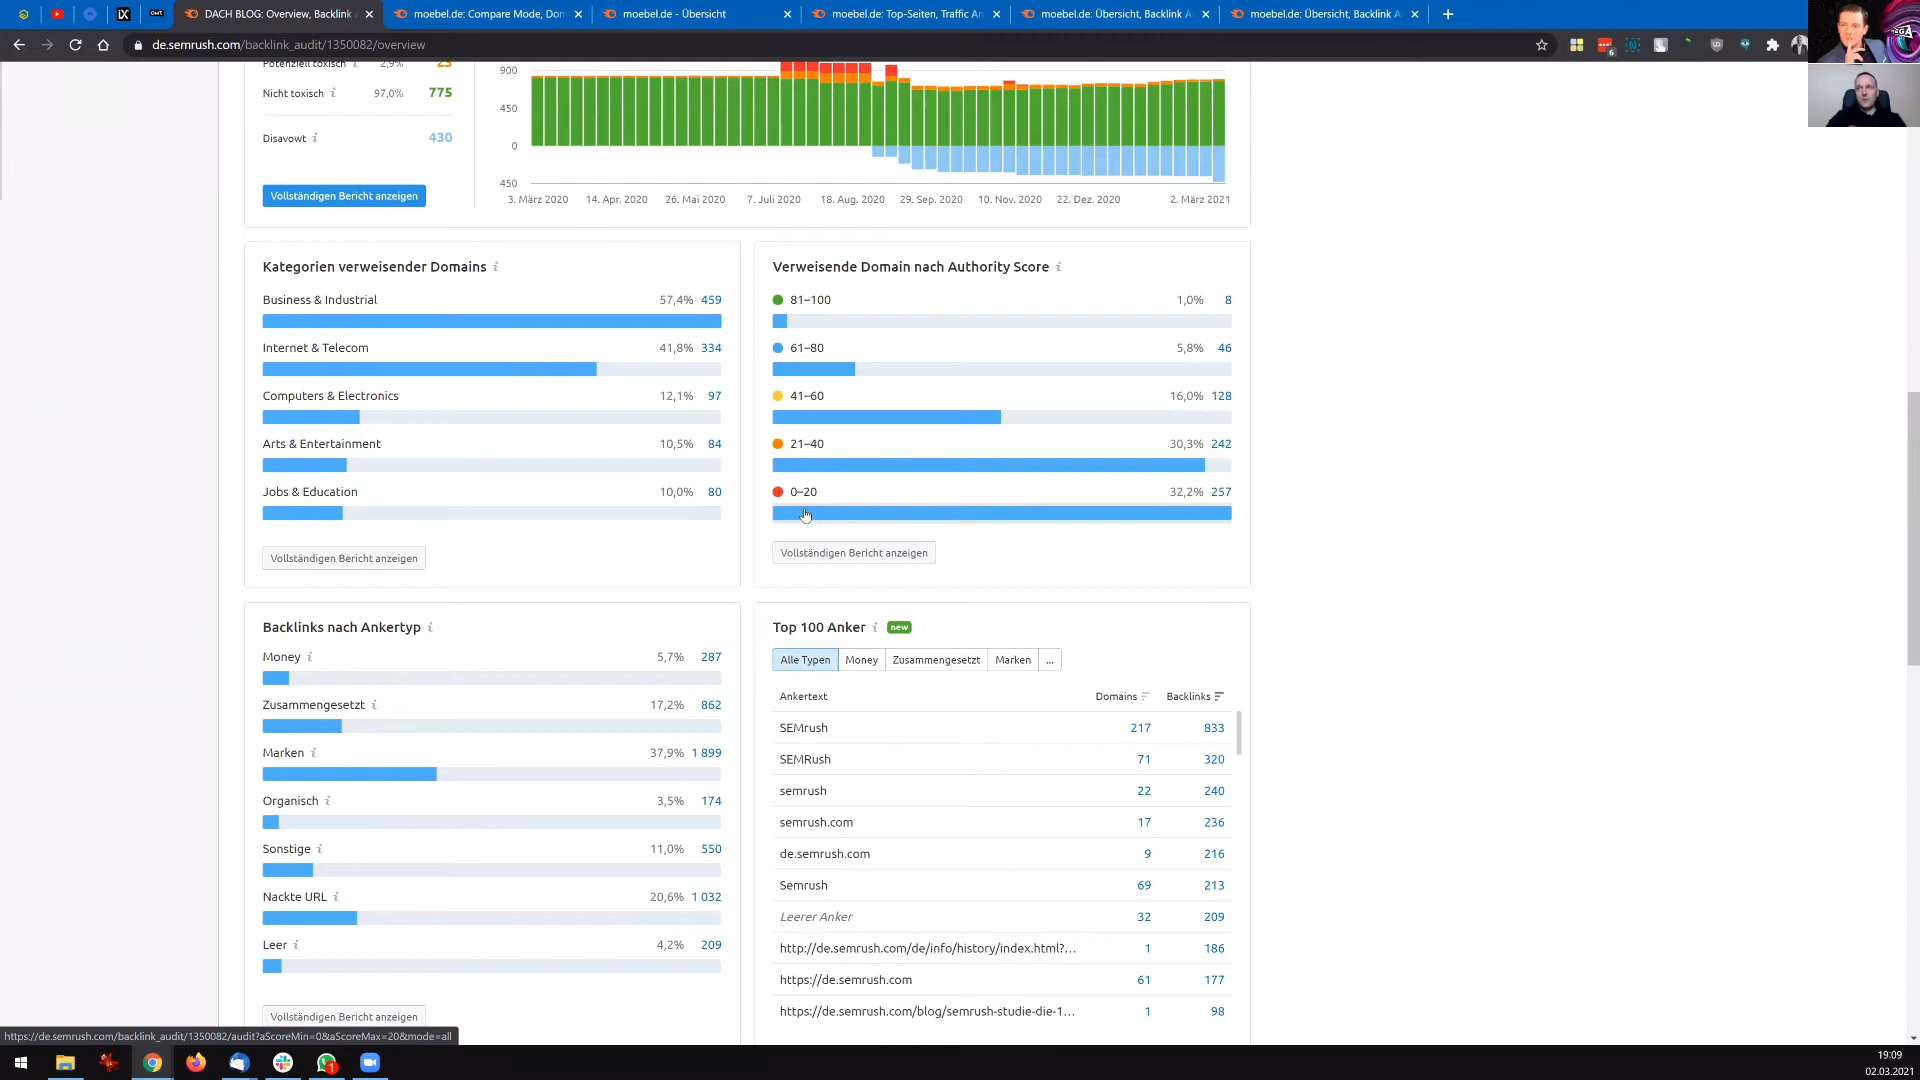 DACH BLOG: Overview, Backlink
moebel.de: Compare Mode, Dom
moebel.de - Übersicht
moebel.de: Top-Seiten, Traffic An
moebel.de: Übersicht, Backlink A
moebel.de: Übersicht, Backlink A
de.semrush.com/backlink_audit/1350082/overview
Potenziell toxisch 2,9% 23
Nicht toxisch 97,0% 775
Disavowt 430
Vollständigen Bericht anzeigen
900
450
0
450
3. März 2020 14. Apr. 2020 26. Mai 2020 7. Juli 2020 18. Aug. 2020 29. Sep. 2020 10. Nov. 2020 22. Dez. 2020 2. März 2021
Kategorien verweisender Domains
Business & Industrial 57,4% 459
Internet & Telecom 41,8% 334
Computers & Electronics 12,1% 97
Arts & Entertainment 10,5% 84
Jobs & Education 10,0% 80
Vollständigen Bericht anzeigen
Verweisende Domain nach Authority Score
81–100 1,0% 8
61–80 5,8% 46
41–60 16,0% 128
21–40 30,3% 242
0–20 32,2% 257
Vollständigen Bericht anzeigen
Backlinks nach Ankertyp
Money 5,7% 287
Zusammengesetzt 17,2% 862
Marken 37,9% 1 899
Organisch 3,5% 174
Sonstige 11,0% 550
Nackte URL 20,6% 1 032
Leer 4,2% 209
Vollständigen Bericht anzeigen
Top 100 Anker new
Alle Typen Money Zusammengesetzt Marken ...
Ankertext Domains Backlinks
SEMrush 217 833
SEMRush 71 320
semrush 22 240
semrush.com 17 236
de.semrush.com 9 216
Semrush 69 213
Leerer Anker 32 209
http://de.semrush.com/de/info/history/index.html?... 1 186
https://de.semrush.com 61 177
https://de.semrush.com/blog/semrush-studie-die-1... 1 98
https://de.semrush.com/backlink_audit/1350082/audit?aScoreMin=0&aScoreMax=20&mode=all
19:09
02.03.2021